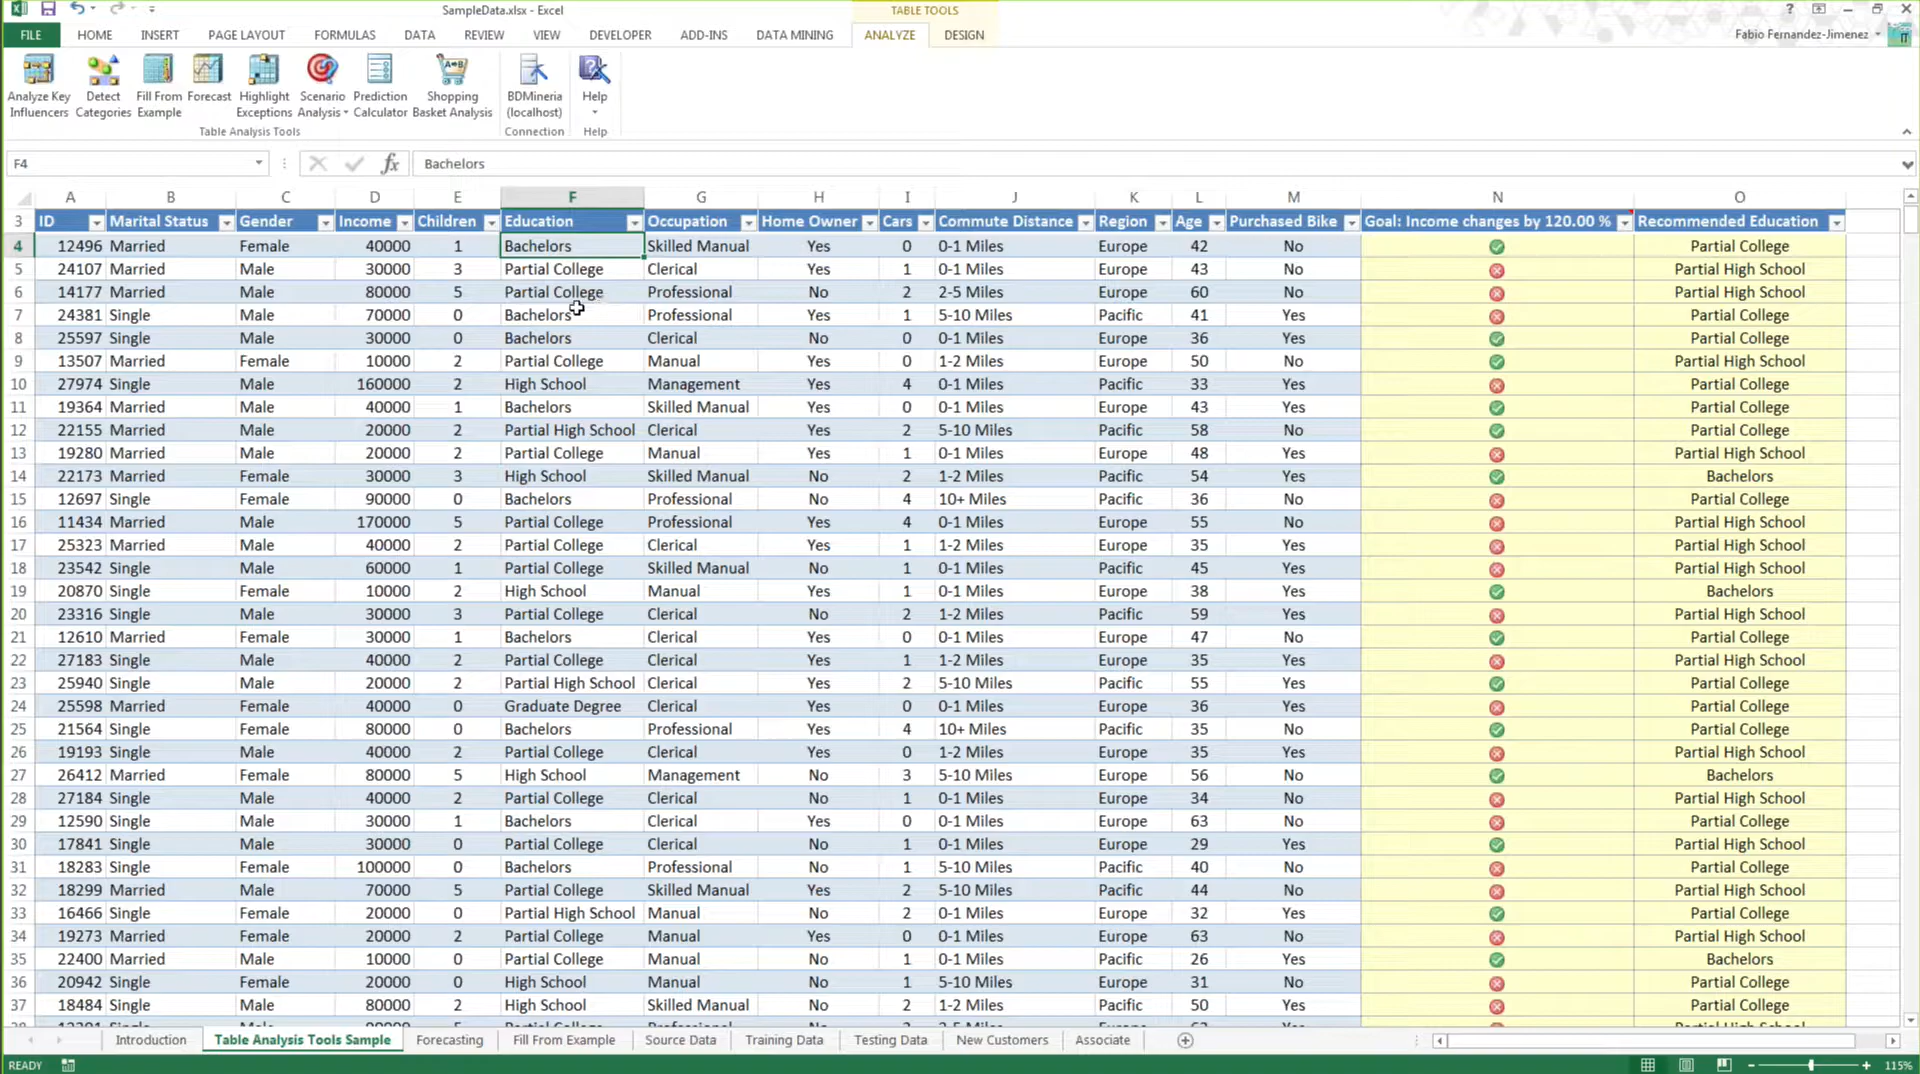 SampleData.xlsx - Excel
TABLE TOOLS
FILE HOME INSERT PAGE LAYOUT FORMULAS DATA REVIEW VIEW DEVELOPER ADD-INS DATA MINING ANALYZE DESIGN Fabio Fernandez-Jimenez
Analyze Key Influencers
Detect Categories
Fill From Example
Forecast
Highlight Exceptions
Scenario Analysis
Prediction Calculator
Shopping Basket Analysis
BDMineria (localhost)
Help
Table Analysis Tools Connection Help
F4 fx Bachelors
A B C D E F G H I J K L M N O
3 ID Marital Status Gender Income Children Education Occupation Home Owner Cars Commute Distance Region Age Purchased Bike Goal: Income changes by 120.00 % Recommended Education
4 12496 Married Female 40000 1 Bachelors Skilled Manual Yes 0 0-1 Miles Europe 42 No Partial College
5 24107 Married Male 30000 3 Partial College Clerical Yes 1 0-1 Miles Europe 43 No Partial High School
6 14177 Married Male 80000 5 Partial College Professional No 2 2-5 Miles Europe 60 No Partial High School
7 24381 Single Male 70000 0 Bachelors Professional Yes 1 5-10 Miles Pacific 41 Yes Partial College
8 25597 Single Male 30000 0 Bachelors Clerical No 0 0-1 Miles Europe 36 Yes Partial College
9 13507 Married Female 10000 2 Partial College Manual Yes 0 1-2 Miles Europe 50 No Partial High School
10 27974 Single Male 160000 2 High School Management Yes 4 0-1 Miles Pacific 33 Yes Partial College
11 19364 Married Male 40000 1 Bachelors Skilled Manual Yes 0 0-1 Miles Europe 43 Yes Partial College
12 22155 Married Male 20000 2 Partial High School Clerical Yes 2 5-10 Miles Pacific 58 No Partial College
13 19280 Married Male 20000 2 Partial College Manual Yes 1 0-1 Miles Europe 48 Yes Partial High School
14 22173 Married Female 30000 3 High School Skilled Manual No 2 1-2 Miles Pacific 54 Yes Bachelors
15 12697 Single Female 90000 0 Bachelors Professional No 4 10+ Miles Pacific 36 No Partial College
16 11434 Married Male 170000 5 Partial College Professional Yes 4 0-1 Miles Europe 55 No Partial High School
17 25323 Married Male 40000 2 Partial College Clerical Yes 1 1-2 Miles Europe 35 Yes Partial High School
18 23542 Single Male 60000 1 Partial College Skilled Manual No 1 0-1 Miles Pacific 45 Yes Partial High School
19 20870 Single Female 10000 2 High School Manual Yes 1 0-1 Miles Europe 38 Yes Bachelors
20 23316 Single Male 30000 3 Partial College Clerical No 2 1-2 Miles Pacific 59 Yes Partial High School
21 12610 Married Female 30000 1 Bachelors Clerical Yes 0 0-1 Miles Europe 47 No Partial College
22 27183 Single Male 40000 2 Partial College Clerical Yes 1 1-2 Miles Europe 35 Yes Partial High School
23 25940 Single Male 20000 2 Partial High School Clerical Yes 2 5-10 Miles Pacific 55 Yes Partial College
24 25598 Married Female 40000 0 Graduate Degree Clerical Yes 0 0-1 Miles Europe 36 Yes Partial College
25 21564 Single Female 80000 0 Bachelors Professional Yes 4 10+ Miles Pacific 35 No Partial College
26 19193 Single Male 40000 2 Partial College Clerical Yes 0 1-2 Miles Europe 35 Yes Partial High School
27 26412 Married Female 80000 5 High School Management No 3 5-10 Miles Europe 56 No Bachelors
28 27184 Single Male 40000 2 Partial College Clerical No 1 0-1 Miles Europe 34 No Partial High School
29 12590 Single Male 30000 1 Bachelors Clerical Yes 0 0-1 Miles Europe 63 No Partial College
30 17841 Single Male 30000 0 Partial College Clerical No 1 0-1 Miles Europe 29 Yes Partial High School
31 18283 Single Female 100000 0 Bachelors Professional No 1 5-10 Miles Pacific 40 No Partial College
32 18299 Married Male 70000 5 Partial College Skilled Manual Yes 2 5-10 Miles Pacific 44 No Partial High School
33 16466 Single Female 20000 0 Partial High School Manual No 2 0-1 Miles Europe 32 Yes Partial College
34 19273 Married Female 20000 2 Partial College Manual Yes 0 0-1 Miles Europe 63 No Partial High School
35 22400 Married Male 10000 0 Partial College Manual No 1 0-1 Miles Pacific 26 Yes Bachelors
36 20942 Single Female 20000 0 High School Manual No 1 5-10 Miles Europe 31 No Partial College
37 18484 Single Male 80000 2 High School Skilled Manual No 2 1-2 Miles Pacific 50 Yes Partial College
Introduction Table Analysis Tools Sample Forecasting Fill From Example Source Data Training Data Testing Data New Customers Associate
READY 115%